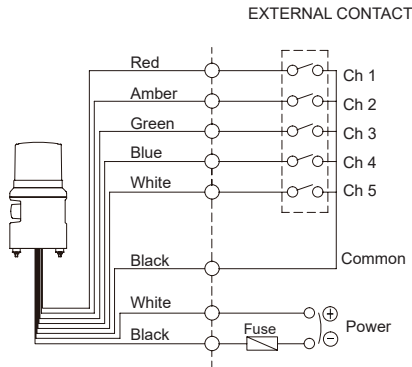 EXTERNAL CONTACT
Red
Ch 1
Amber
Ch 2
Green
Ch 3
Blue
Ch 4
White
Ch 5
Black
Common
White
+
Power
Black
Fuse
−